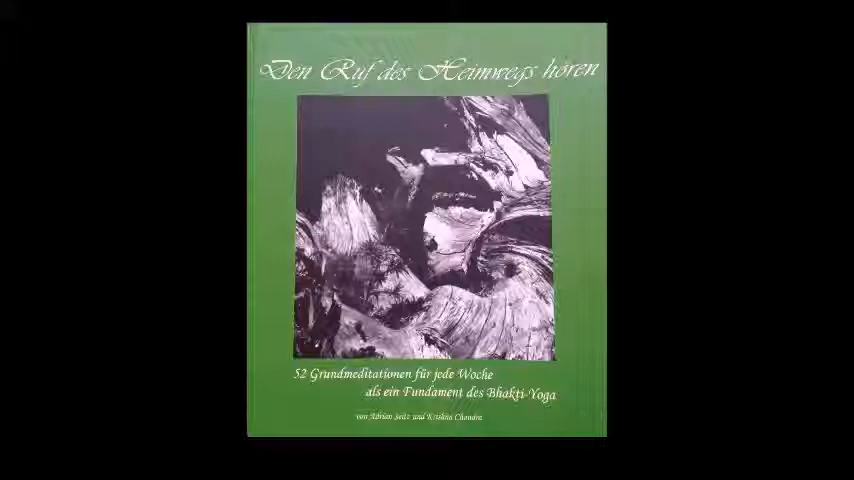 Den Ruf des Heimwegs hören
52 Grundmeditationen für jede Woche
als ein Fundament des Bhakti-Yoga
von Adrian Seitz und Krishna Chandra